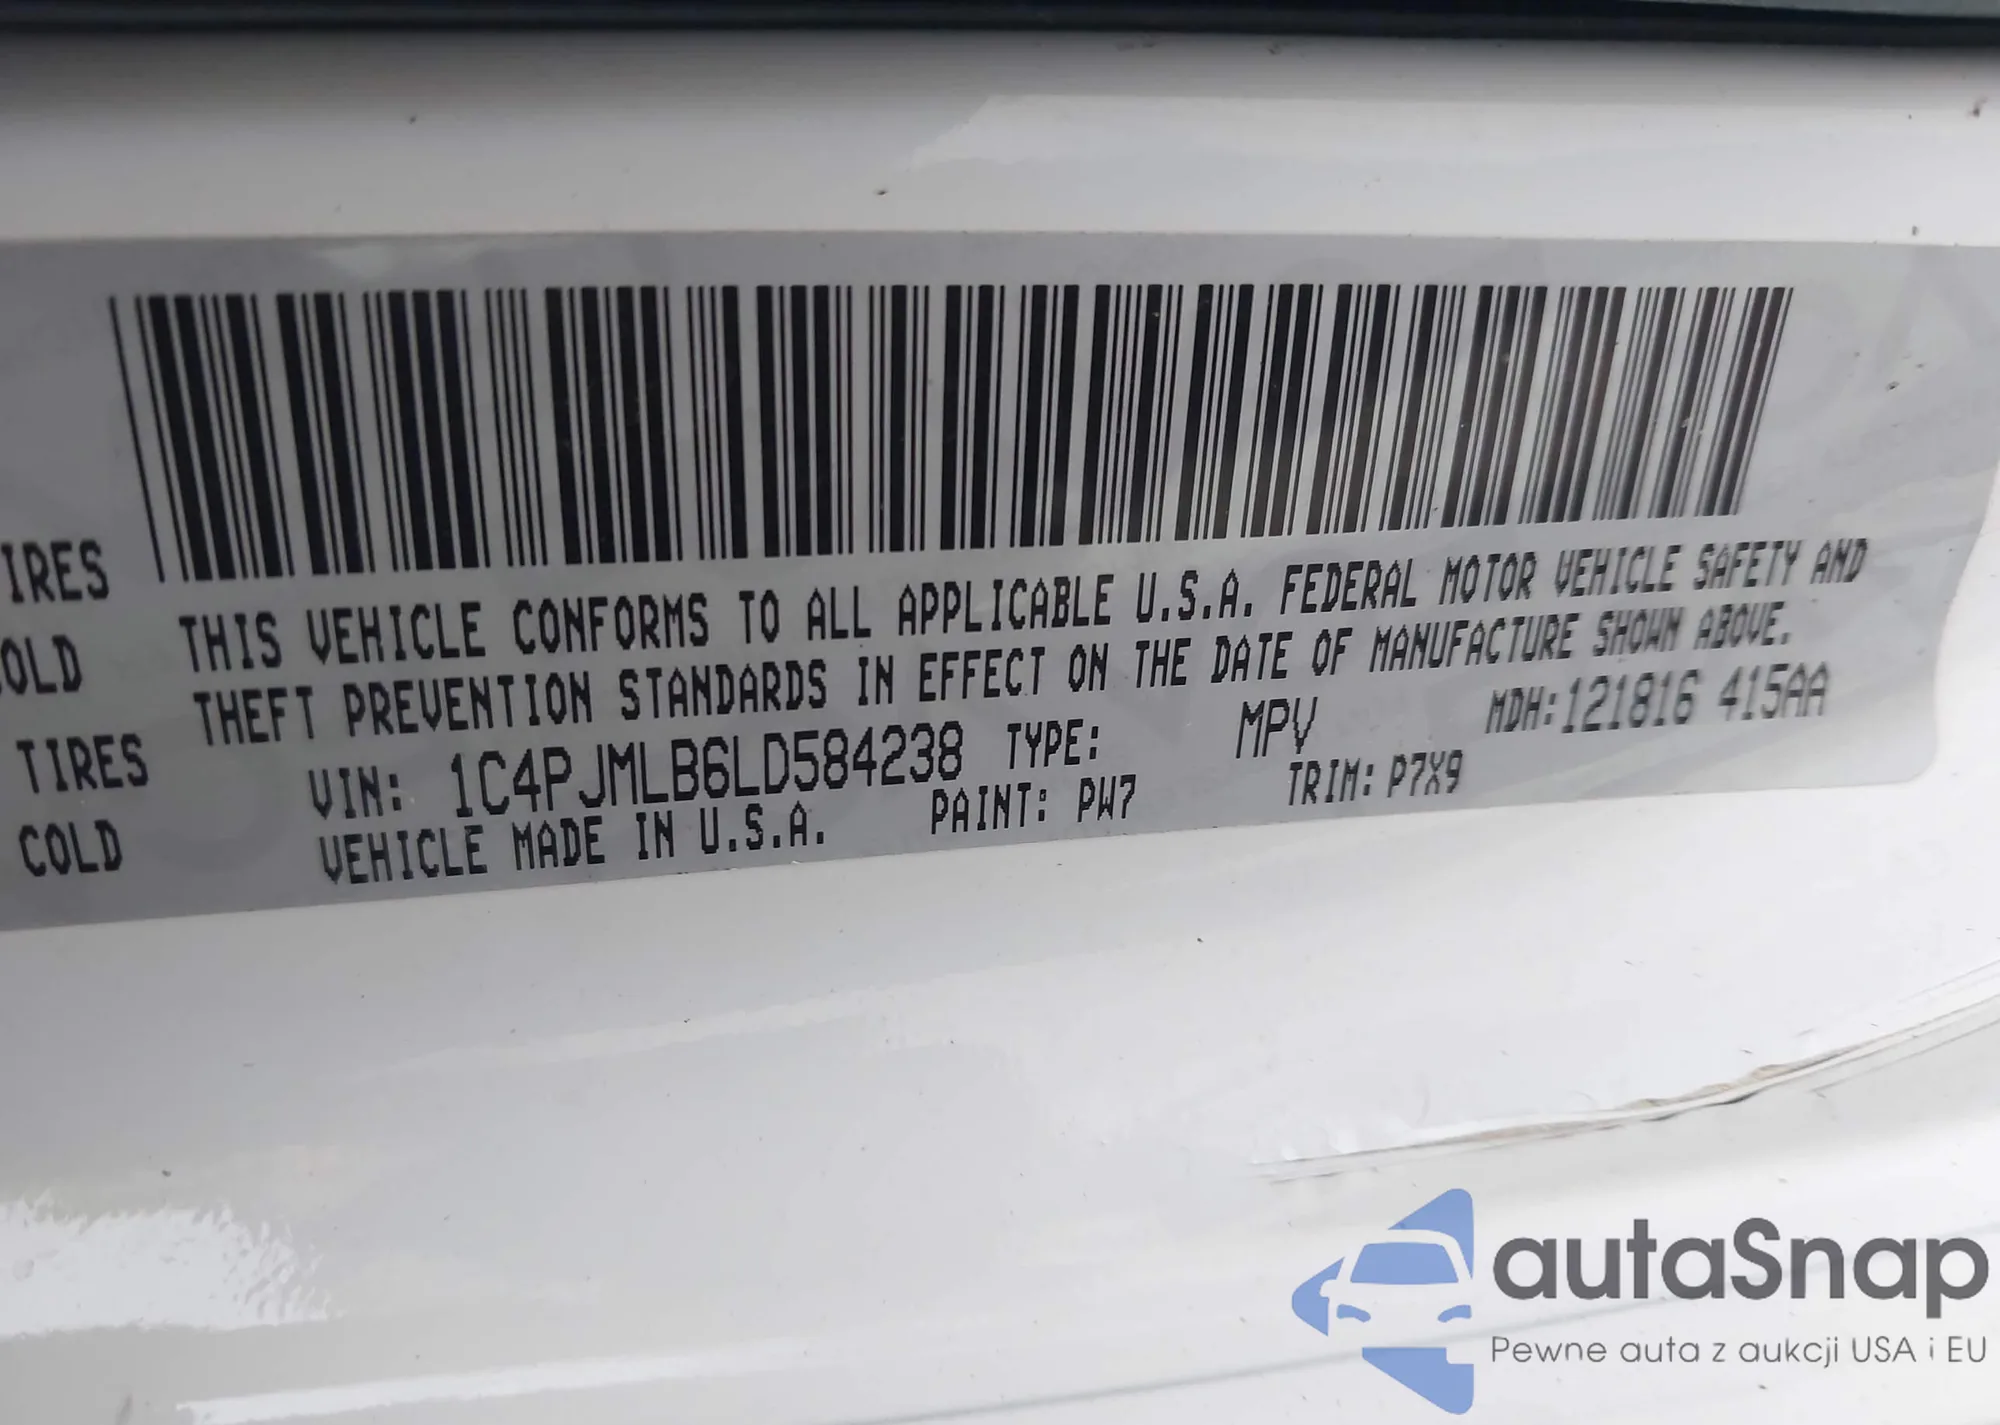 IRES
OLD
TIRES
COLD
THIS VEHICLE CONFORMS TO ALL APPLICABLE U.S.A. FEDERAL MOTOR VEHICLE SAFETY AND
THEFT PREVENTION STANDARDS IN EFFECT ON THE DATE OF MANUFACTURE SHOWN ABOVE.
VIN: 1C4PJMLB6LD584238 TYPE: MPV MDH:121816 415AA
VEHICLE MADE IN U.S.A. PAINT: PW7 TRIM: P7X9
autaSnap
Pewne auta z aukcji USA i EU